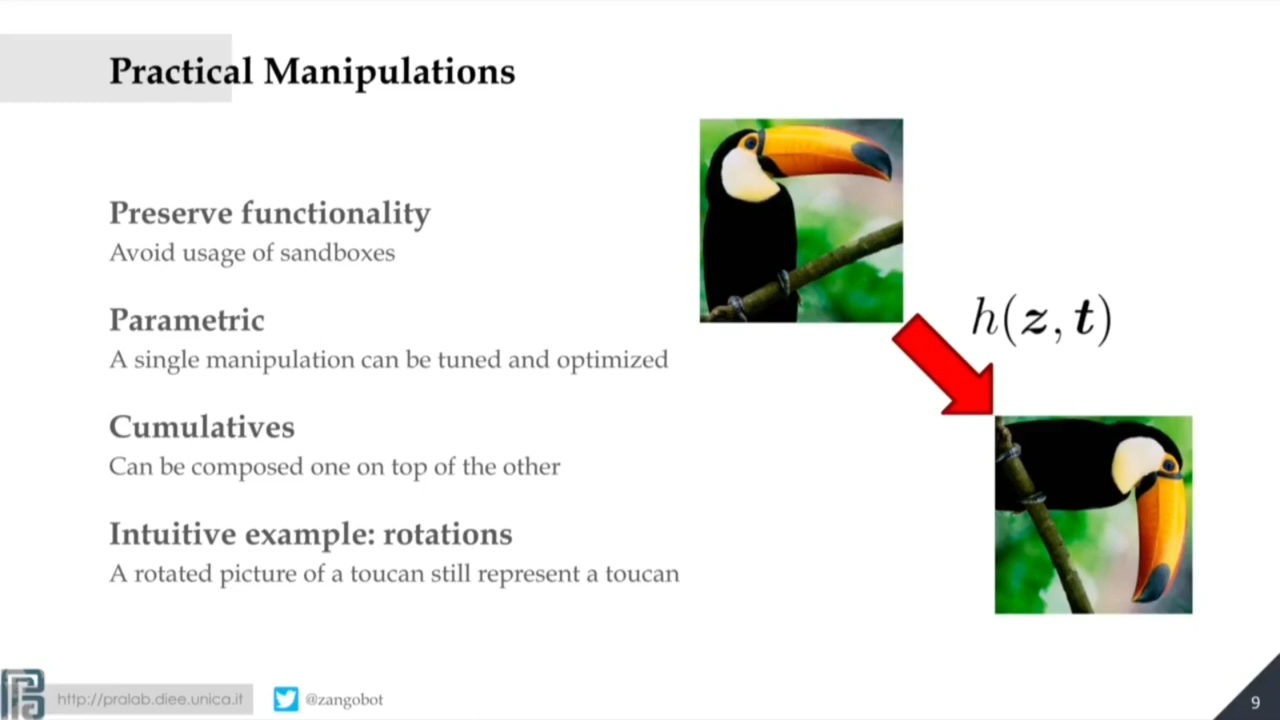 Practical Manipulations
Preserve functionality
Avoid usage of sandboxes
Parametric
A single manipulation can be tuned and optimized
Cumulatives
Can be composed one on top of the other
Intuitive example: rotations
A rotated picture of a toucan still represent a toucan
h(z, t)
http://pralab.diee.unica.it
@zangobot
9